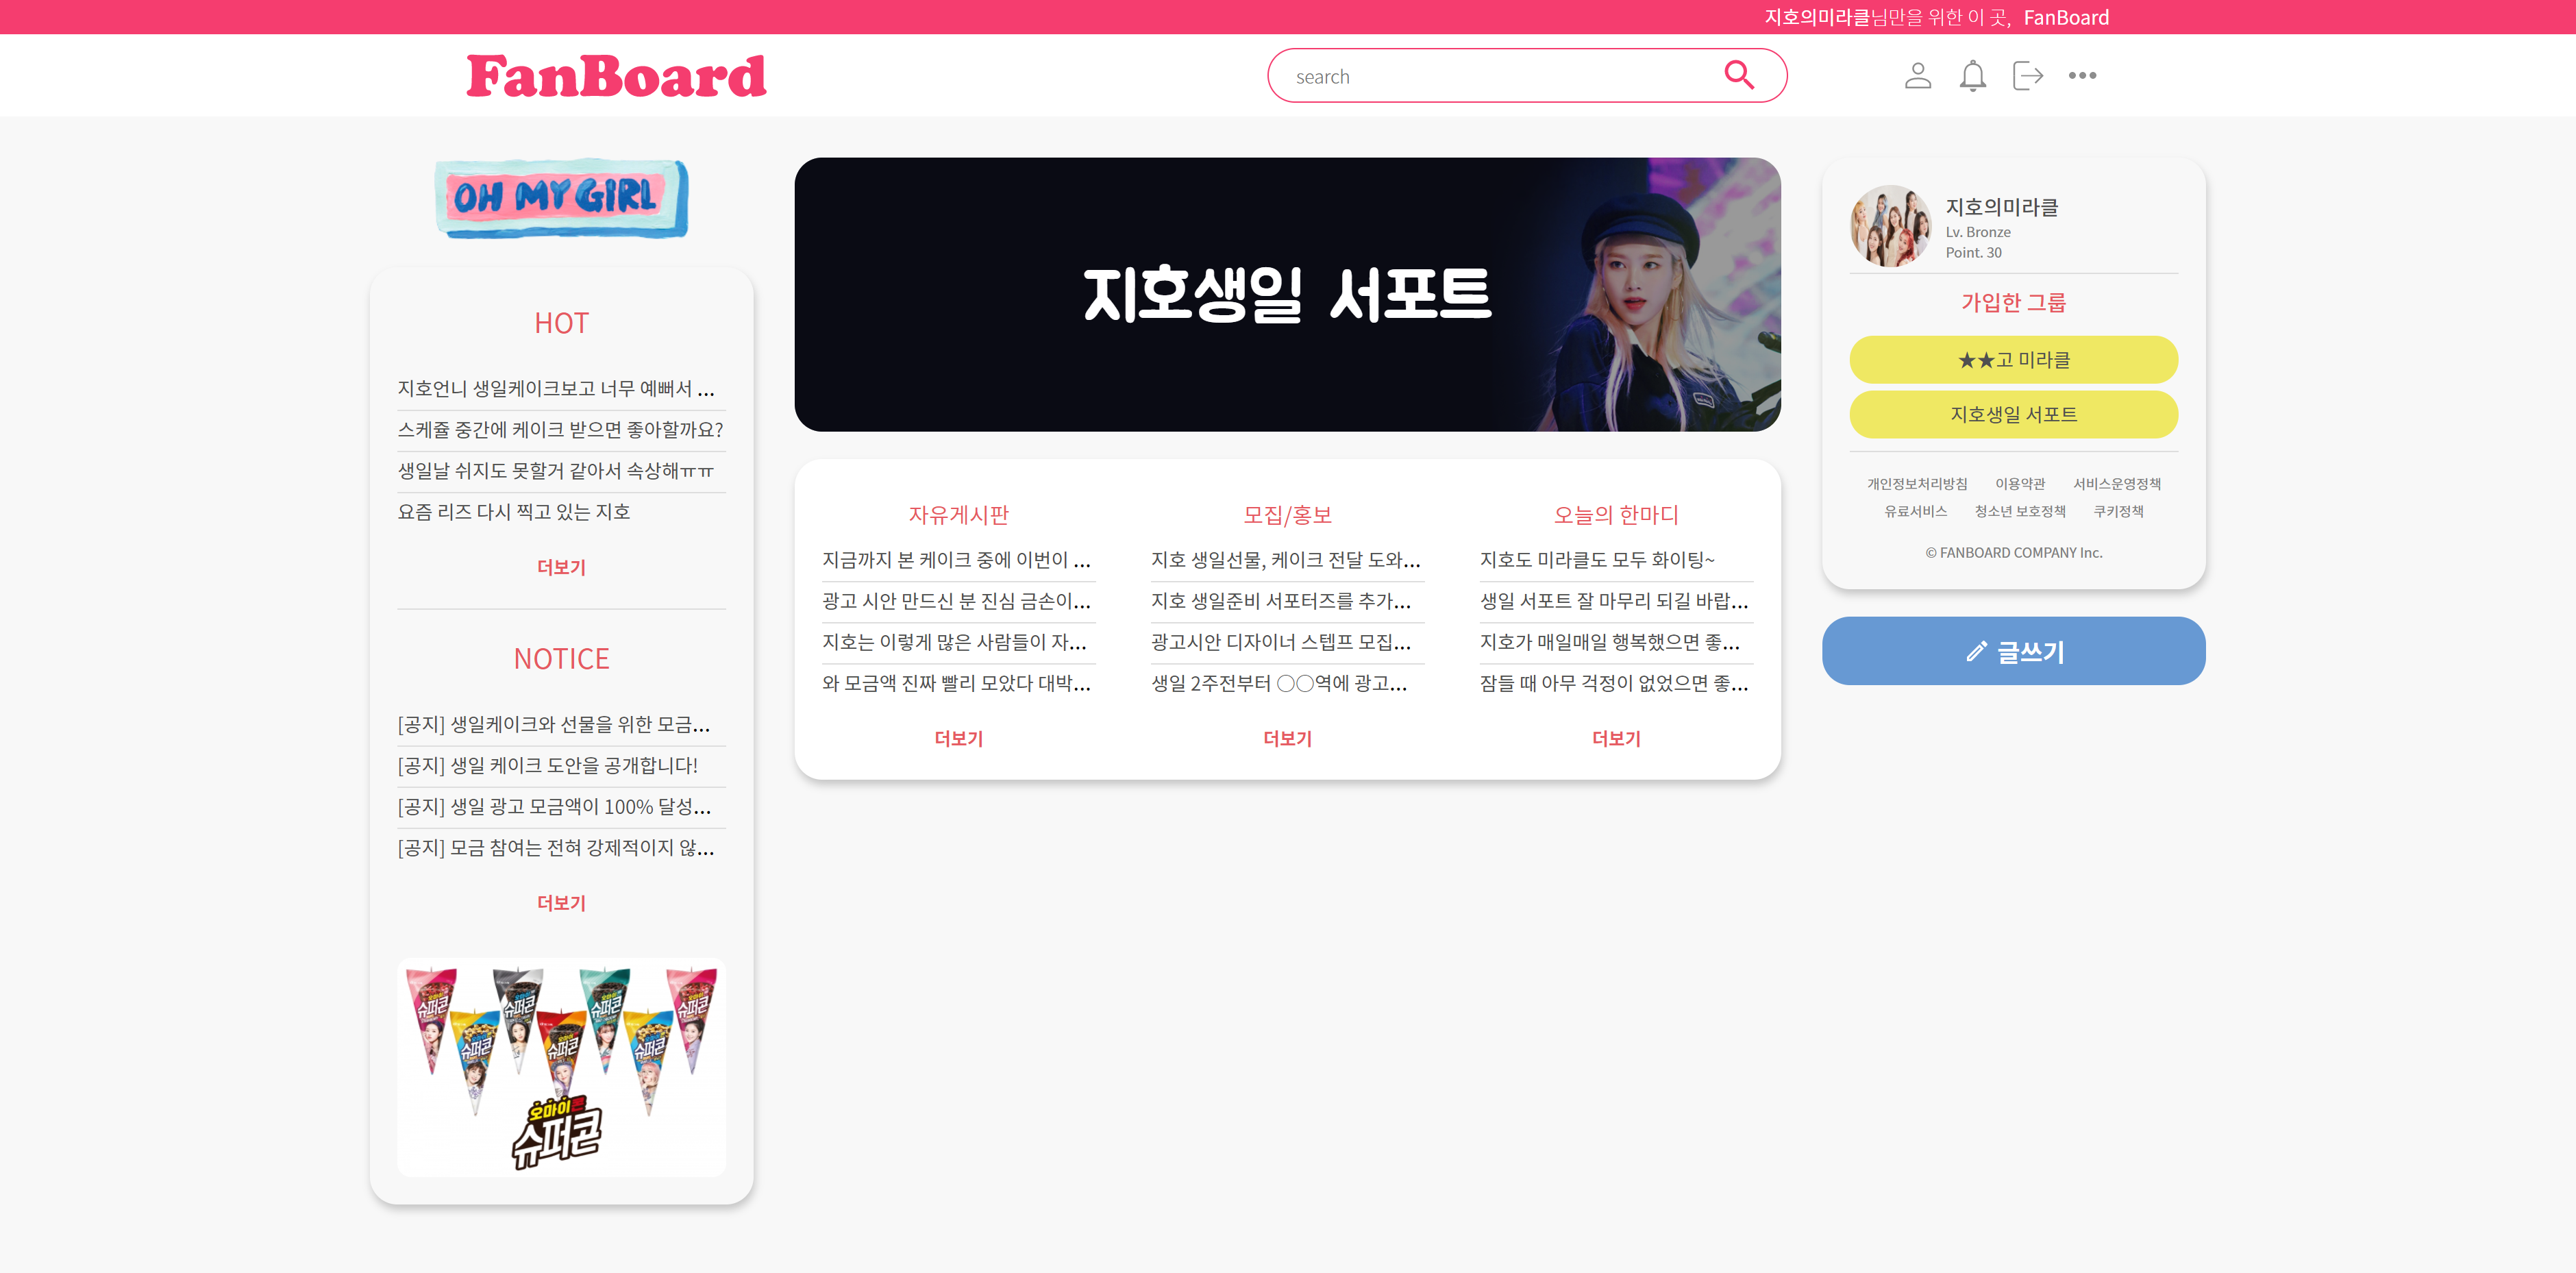 지호의미라클님만을 위한 이 곳, FanBoard
FanBoard
search
OH MY GIRL
HOT
지호언니 생일케이크보고 너무 예뻐서 ...
스케쥴 중간에 케이크 받으면 좋아할까요?
생일날 쉬지도 못할거 같아서 속상해ㅠㅠ
요즘 리즈 다시 찍고 있는 지호
더보기
NOTICE
[공지] 생일케이크와 선물을 위한 모금...
[공지] 생일 케이크 도안을 공개합니다!
[공지] 생일 광고 모금액이 100% 달성...
[공지] 모금 참여는 전혀 강제적이지 않...
더보기
슈퍼콘
슈퍼콘
슈퍼콘
슈퍼콘
슈퍼콘
슈퍼콘
슈퍼콘
오마이
슈퍼콘
지호생일 서포트
자유게시판
지금까지 본 케이크 중에 이번이 ...
광고 시안 만드신 분 진심 금손이...
지호는 이렇게 많은 사람들이 자...
와 모금액 진짜 빨리 모았다 대박...
더보기
모집/홍보
지호 생일선물, 케이크 전달 도와...
지호 생일준비 서포터즈를 추가...
광고시안 디자이너 스텝프 모집...
생일 2주전부터 〇〇역에 광고...
더보기
오늘의 한마디
지호도 미라클도 모두 화이팅~
생일 서포트 잘 마무리 되길 바랍...
지호가 매일매일 행복했으면 좋...
잠들 때 아무 걱정이 없었으면 좋...
더보기
지호의미라클
Lv. Bronze
Point. 30
가입한 그룹
★★고 미라클
지호생일 서포트
개인정보처리방침 이용약관 서비스운영정책
유료서비스 청소년 보호정책 쿠키정책
© FANBOARD COMPANY Inc.
글쓰기